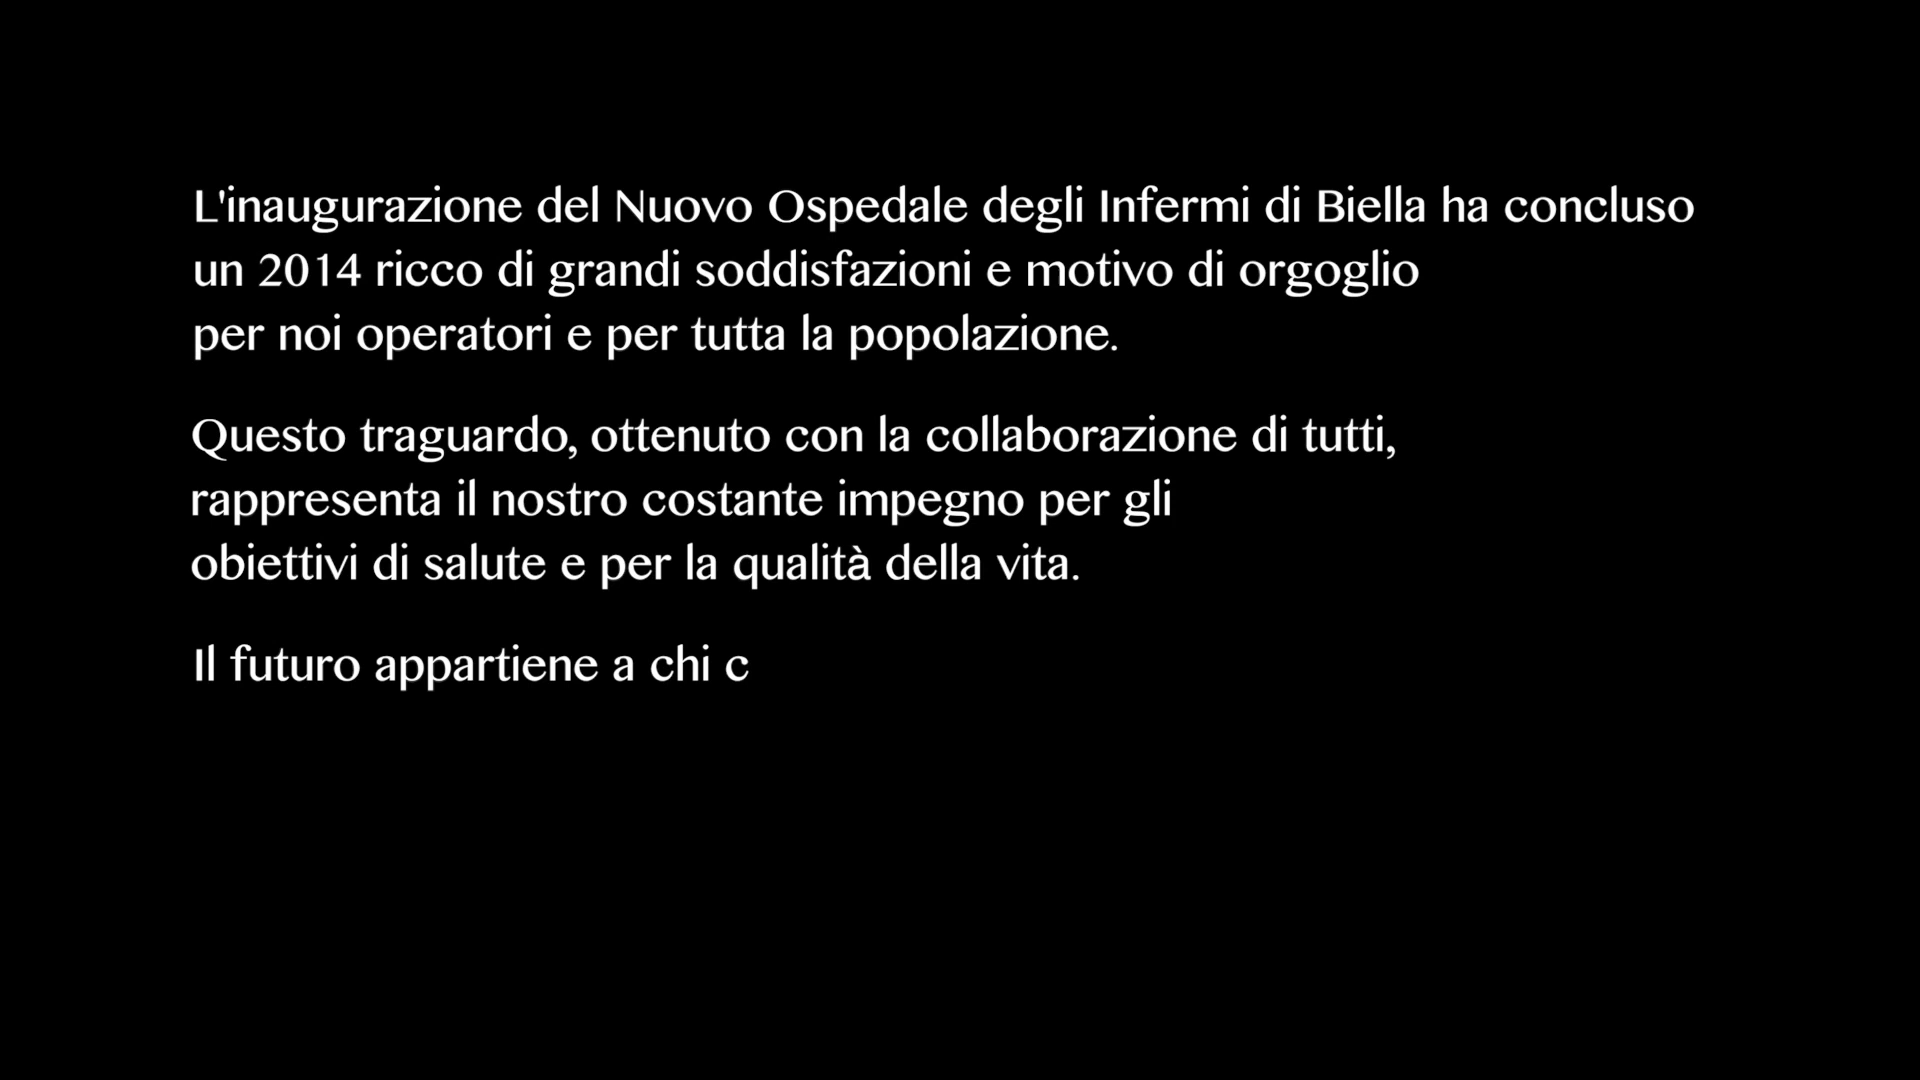 L'inaugurazione del Nuovo Ospedale degli Infermi di Biella ha concluso
un 2014 ricco di grandi soddisfazioni e motivo di orgoglio
per noi operatori e per tutta la popolazione.
Questo traguardo, ottenuto con la collaborazione di tutti,
rappresenta il nostro costante impegno per gli
obiettivi di salute e per la qualità della vita.
Il futuro appartiene a chi c